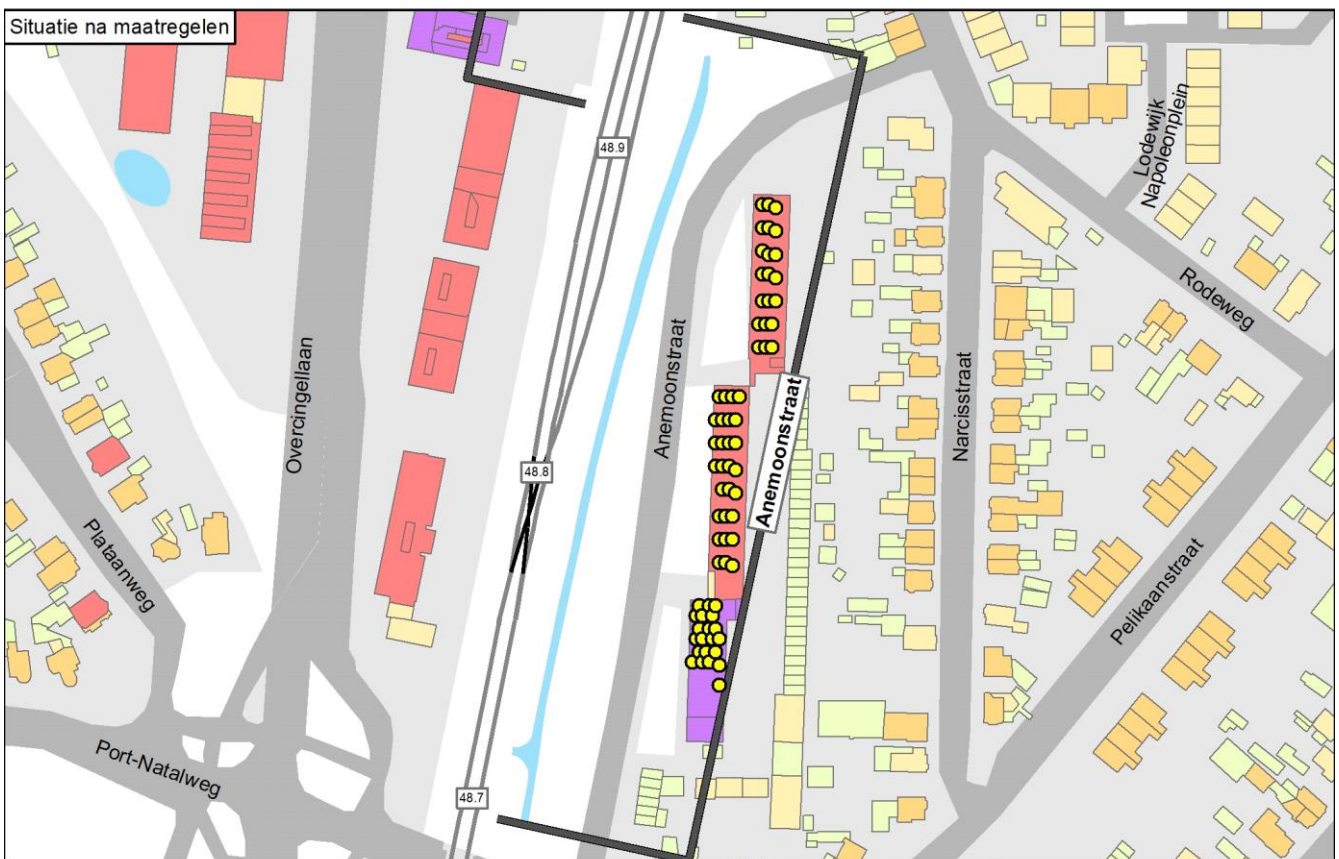 Situatie na maatregelen
48.9
Lodewijk
Napoleonplein
Rodeweg
Overcingellaan
Anemoonstraat
Anemoonstraat
Narcisstraat
48.8
Plataanweg
Pelikaanstraat
Port-Natalweg
48.7